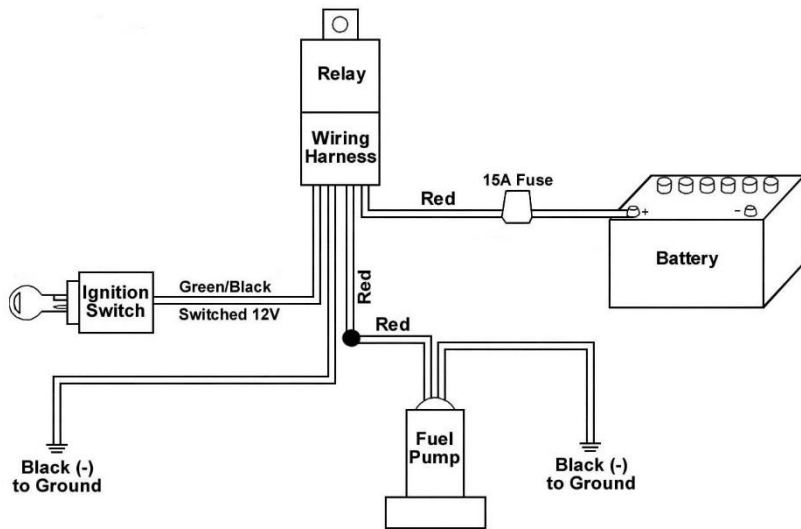 Relay
Wiring
Harness
15A Fuse
Red
+
-
Battery
Ignition
Switch
Green/Black
Switched 12V
Red
Red
Fuel
Pump
Black (-)
to Ground
Black (-)
to Ground